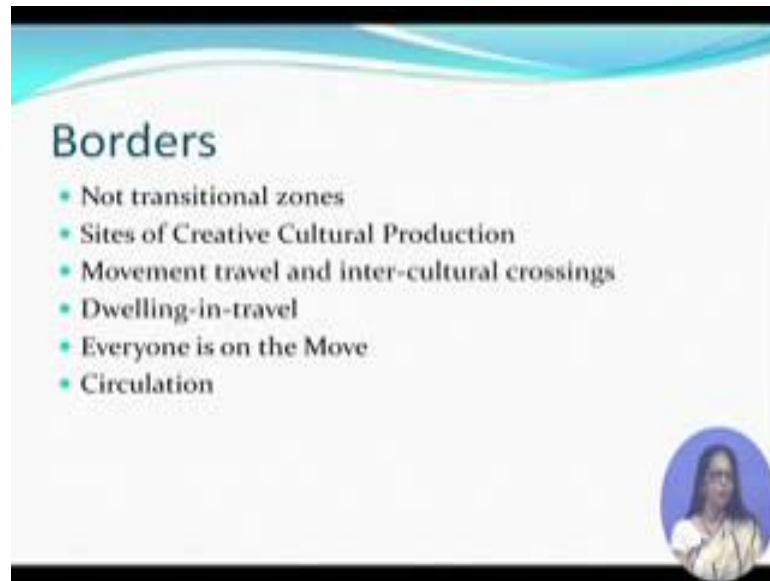 Borders
Not transitional zones
Sites of Creative Cultural Production
Movement travel and inter-cultural crossings
Dwelling-in-travel
Everyone is on the Move
Circulation